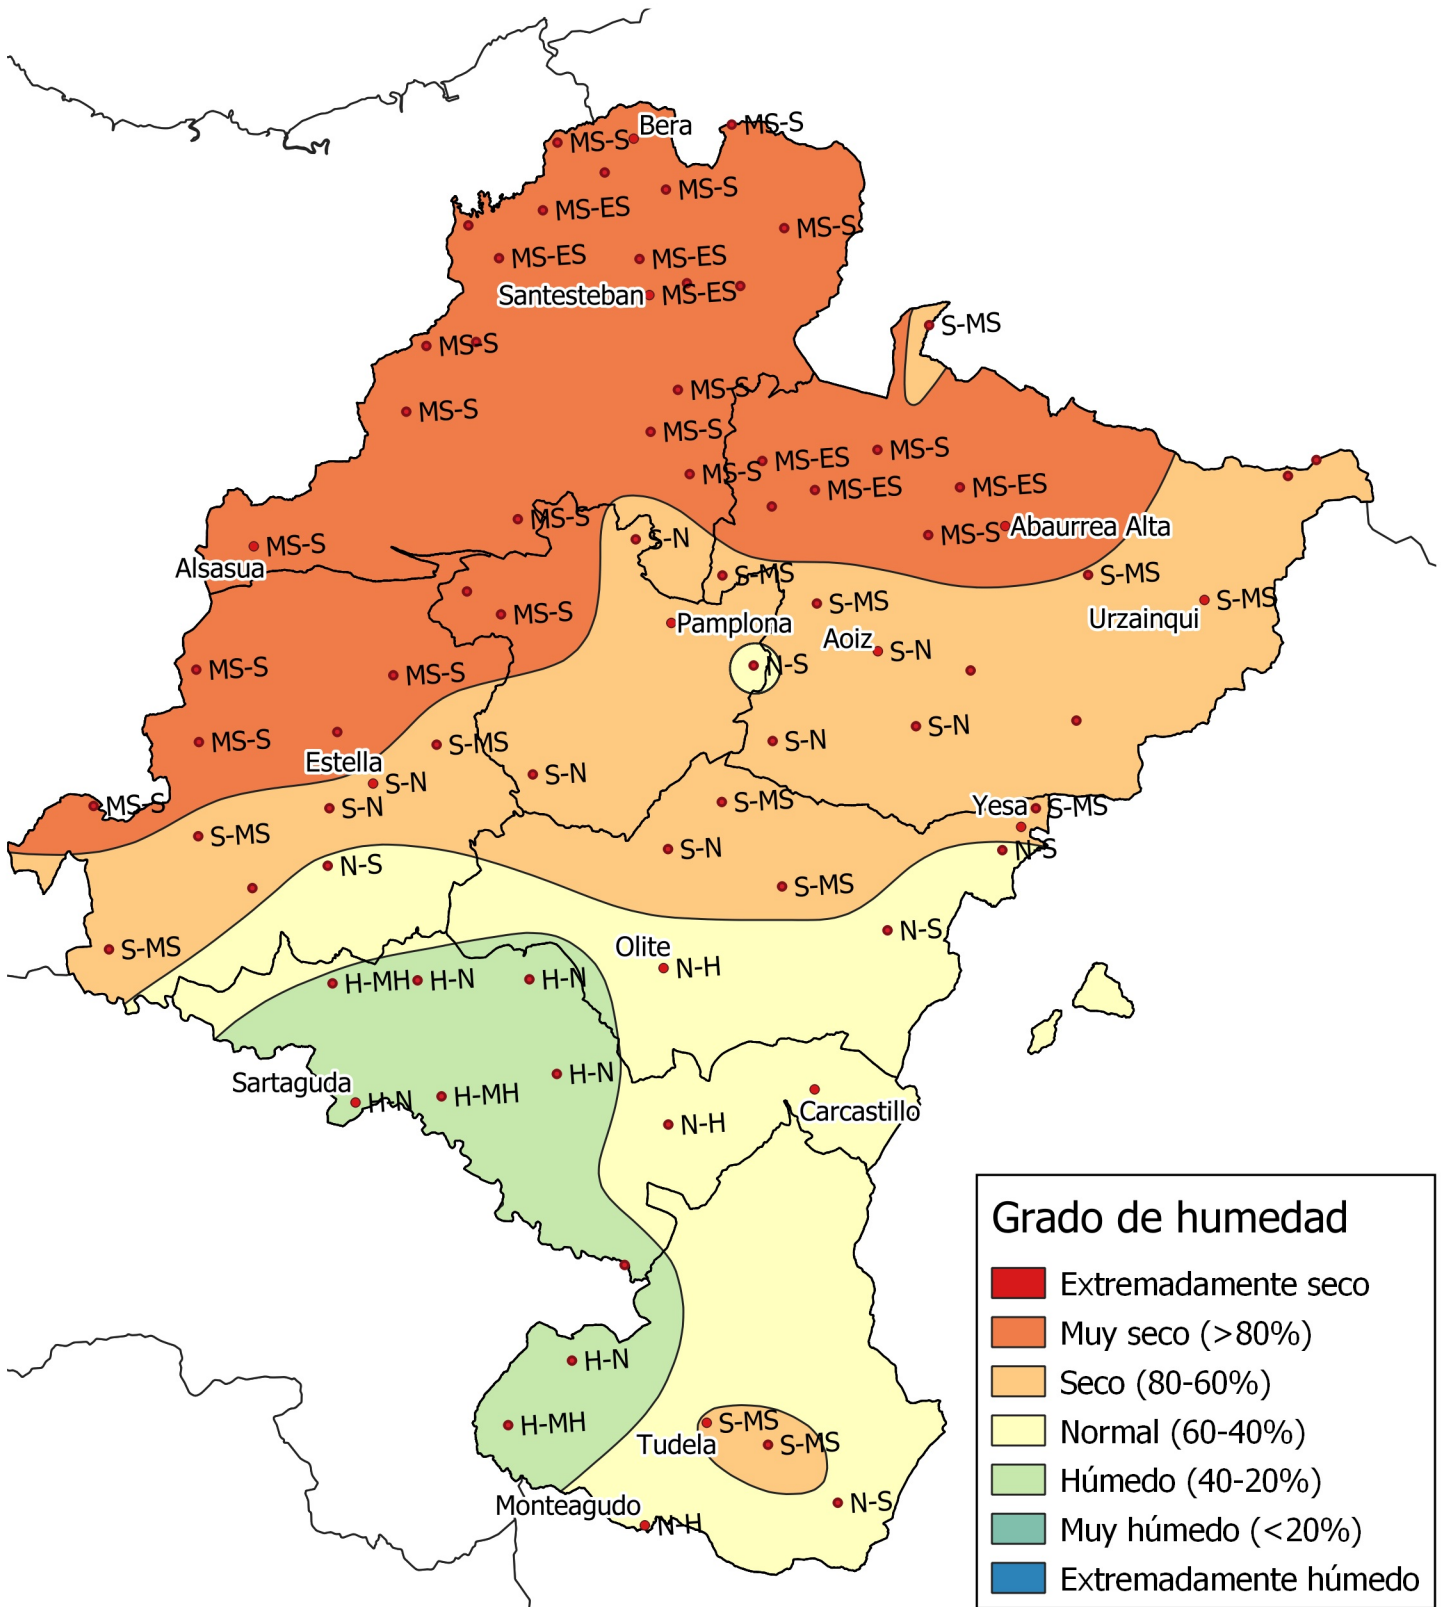 Bera
MS-S
MS-S
MS-S
MS-ES
MS-S
MS-ES
MS-ES
Santesteban
MS-ES
S-MS
MS-S
MS-S
MS-S
MS-S
MS-S
MS-ES
MS-S
MS-ES
MS-ES
MS-S
S-N
MS-S
Abaurrea Alta
MS-S
Alsasua
S-MS
S-MS
S-MS
S-MS
MS-S
Pamplona
Aoiz
Urzainqui
S-N
MS-S
MS-S
N-S
MS-S
S-MS
S-N
S-N
Estella
S-N
S-N
MS-S
S-N
S-MS
Yesa
S-MS
S-MS
N-S
S-N
N-S
S-MS
S-MS
Olite
N-S
N-H
H-MH
H-N
H-N
H-N
Sartaguda
H-N
H-MH
Carcastillo
N-H
H-N
H-MH
Tudela
S-MS
S-MS
Monteagudo
N-H
N-S
Grado de humedad
Extremadamente seco
Muy seco (>80%)
Seco (80-60%)
Normal (60-40%)
Húmedo (40-20%)
Muy húmedo (<20%)
Extremadamente húmedo